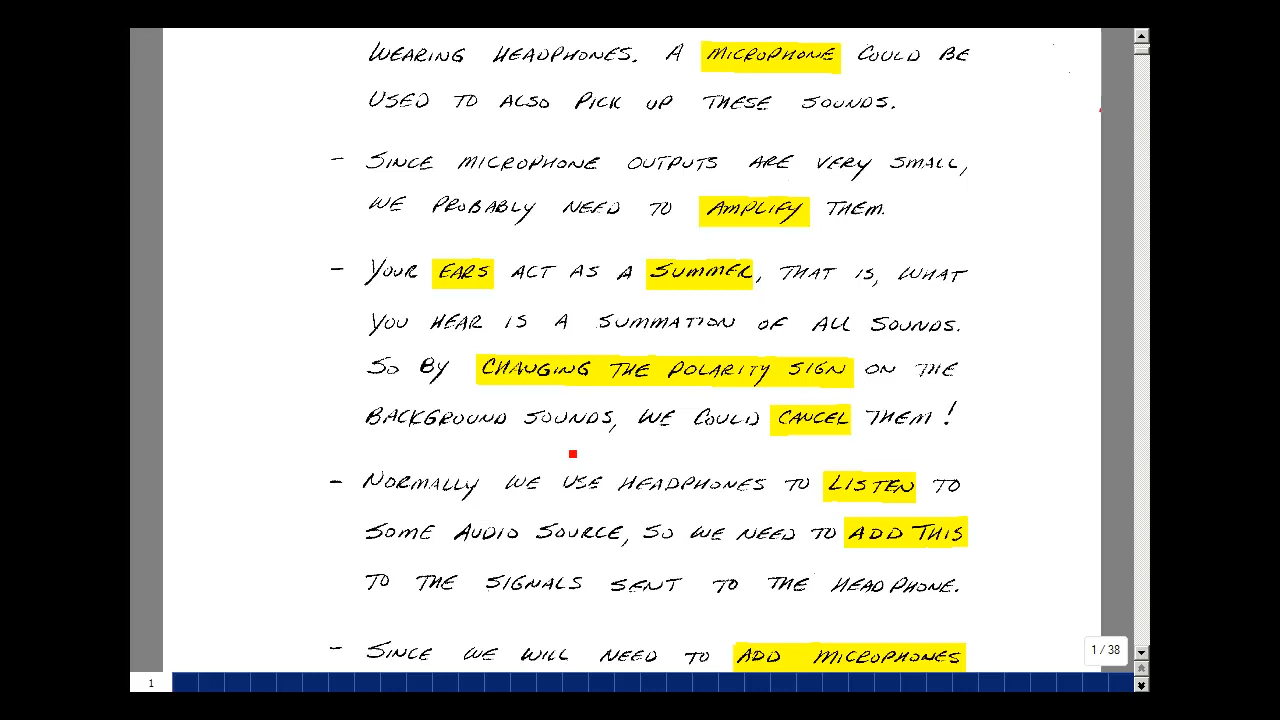 WEARING HEADPHONES. A MICROPHONE COULD BE
USED TO ALSO PICK UP THESE SOUNDS.
- SINCE MICROPHONE OUTPUTS ARE VERY SMALL,
WE PROBABLY NEED TO AMPLIFY THEM.
- YOUR EARS ACT AS A SUMMER, THAT IS, WHAT
YOU HEAR IS A SUMMATION OF ALL SOUNDS.
SO BY CHANGING THE POLARITY SIGN ON THE
BACKGROUND SOUNDS, WE COULD CANCEL THEM!
- NORMALLY WE USE HEADPHONES TO LISTEN TO
SOME AUDIO SOURCE, SO WE NEED TO ADD THIS
TO THE SIGNALS SENT TO THE HEADPHONE.
- SINCE WE WILL NEED TO ADD MICROPHONES
1 / 38
1